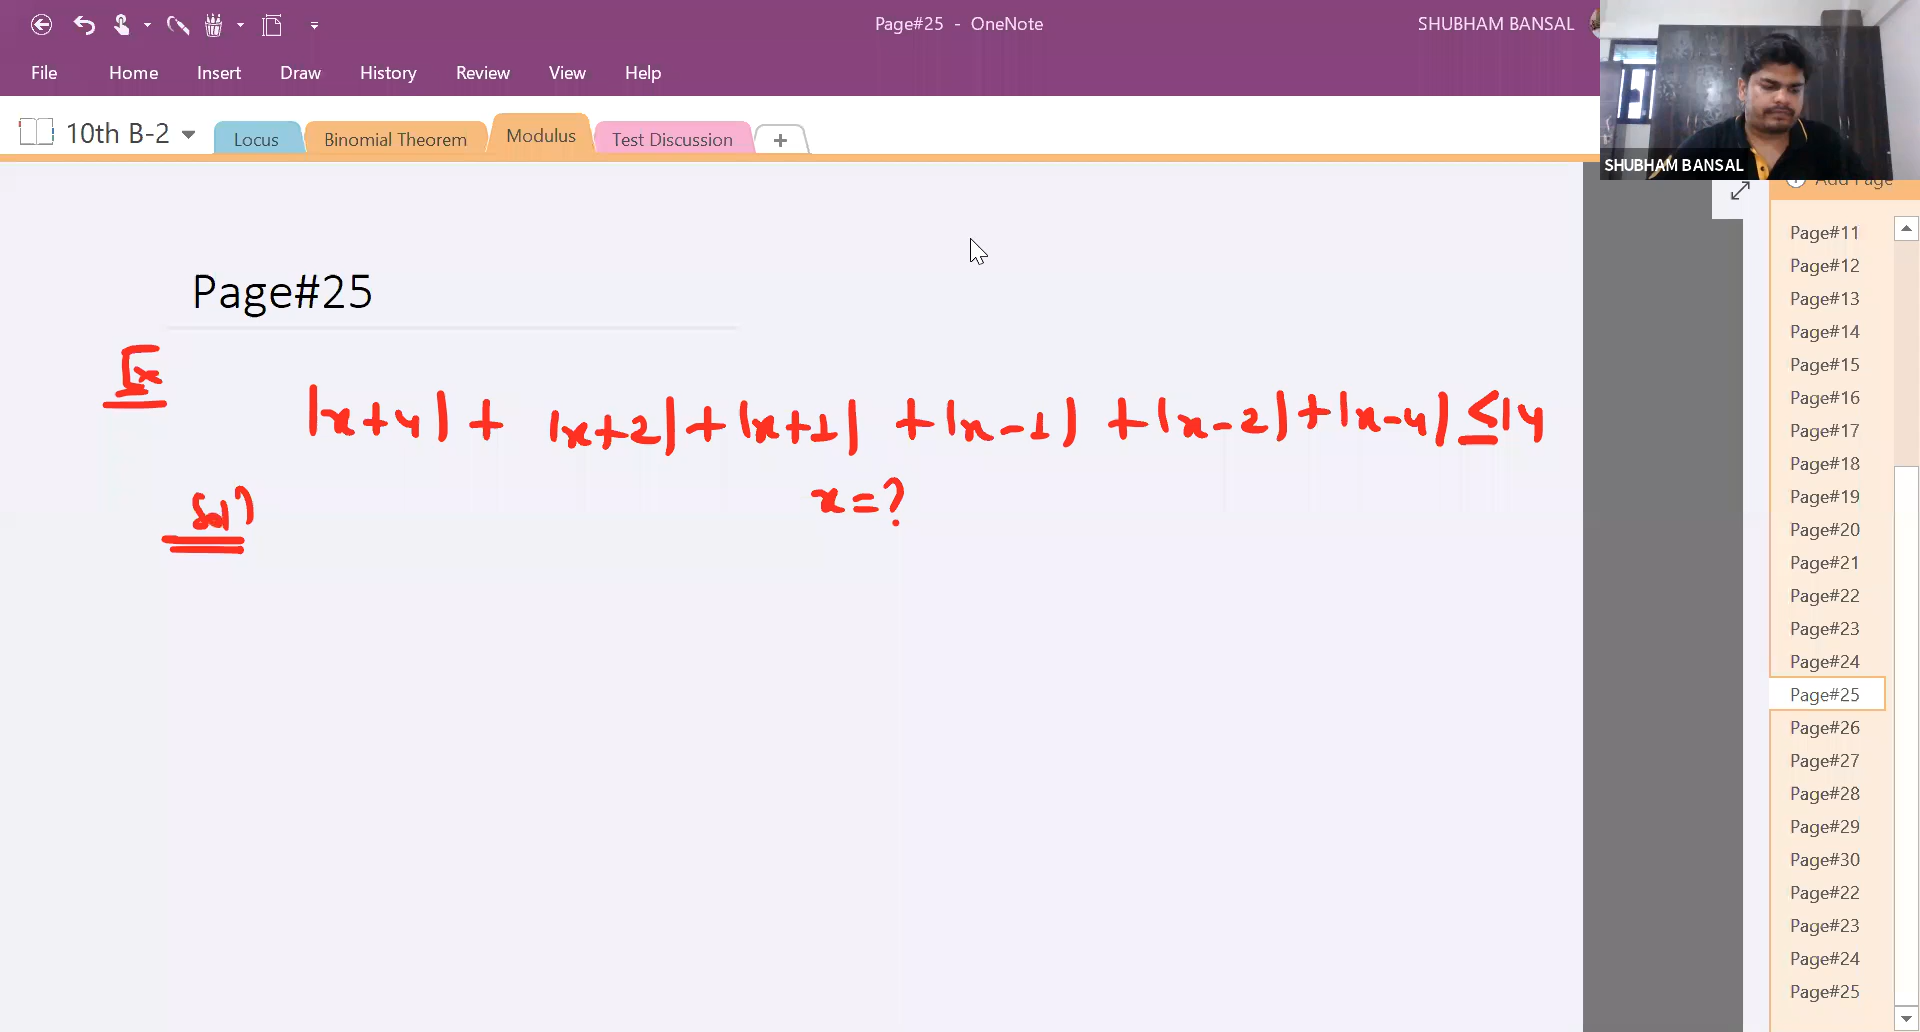 Page#25 - OneNote
SHUBHAM BANSAL
File Home Insert Draw History Review View Help
SHUBHAM BANSAL
10th B-2
Locus
Binomial Theorem
Modulus
Test Discussion
+
Add Page
Page#25
Ex
|x+4| + |x+2| + |x+1| + |x-1| + |x-2| + |x-4| ≤ 14
x = ?
Sol?
Page#11
Page#12
Page#13
Page#14
Page#15
Page#16
Page#17
Page#18
Page#19
Page#20
Page#21
Page#22
Page#23
Page#24
Page#25
Page#26
Page#27
Page#28
Page#29
Page#30
Page#22
Page#23
Page#24
Page#25